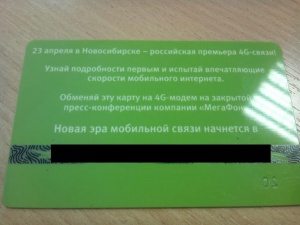 23 апреля в Новосибирске – российская премьера 4G-связи!
Узнай подробности первым и испытай впечатляющие
скорости мобильного интернета.
Обменяй эту карту на 4G-модем на закрытой
пресс-конференции компании «МегаФон»
Новая эра мобильной связи начнется в